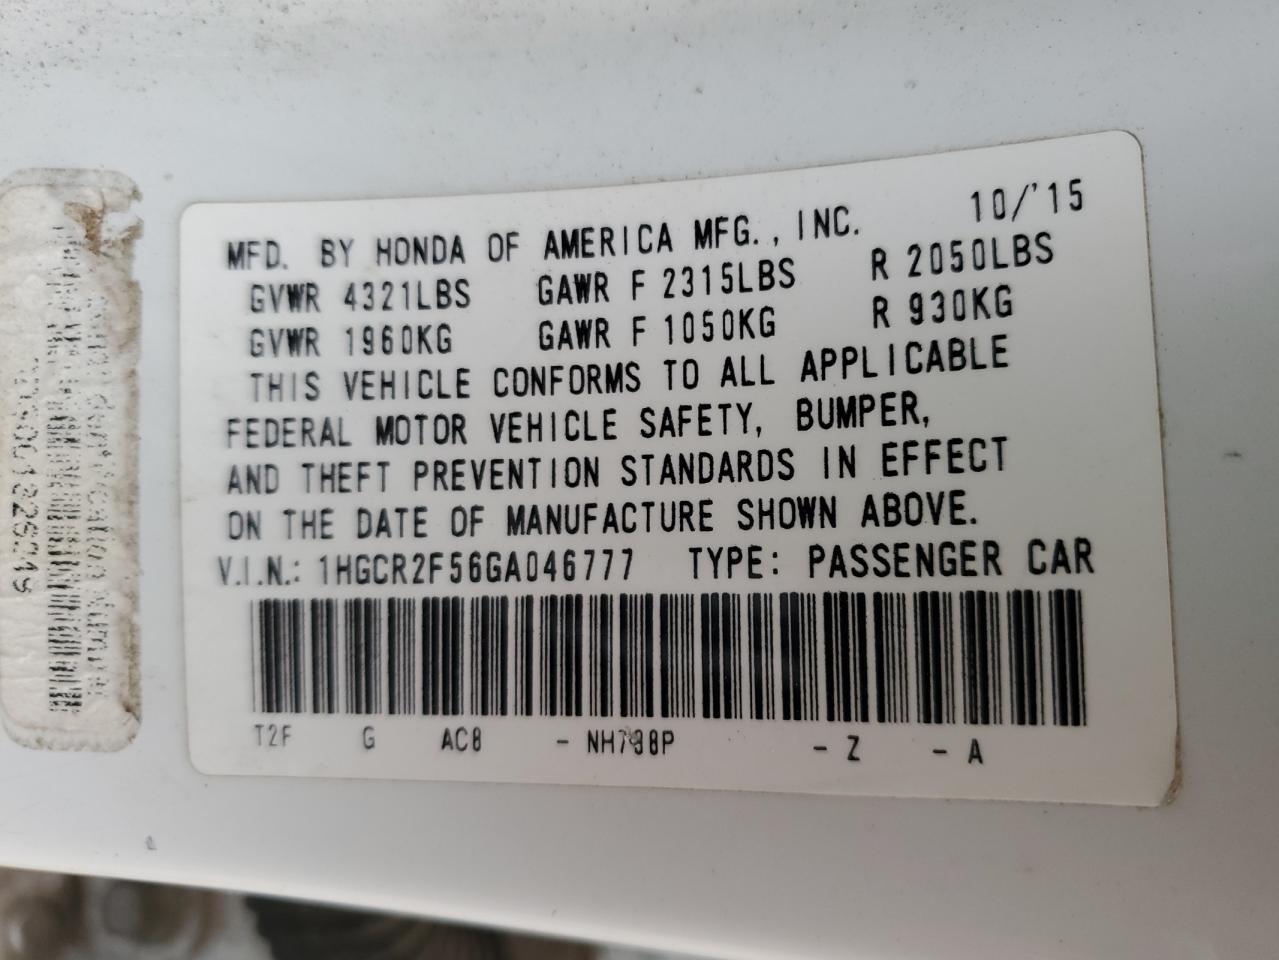 MFD. BY HONDA OF AMERICA MFG., INC. 10/'15
GVWR 4321LBS GAWR F 2315LBS R 2050LBS
GVWR 1960KG GAWR F 1050KG R 930KG
THIS VEHICLE CONFORMS TO ALL APPLICABLE
FEDERAL MOTOR VEHICLE SAFETY, BUMPER,
AND THEFT PREVENTION STANDARDS IN EFFECT
ON THE DATE OF MANUFACTURE SHOWN ABOVE.
V.I.N.: 1HGCR2F56GA046777 TYPE: PASSENGER CAR
T2F G AC8 - NH788P - Z - A